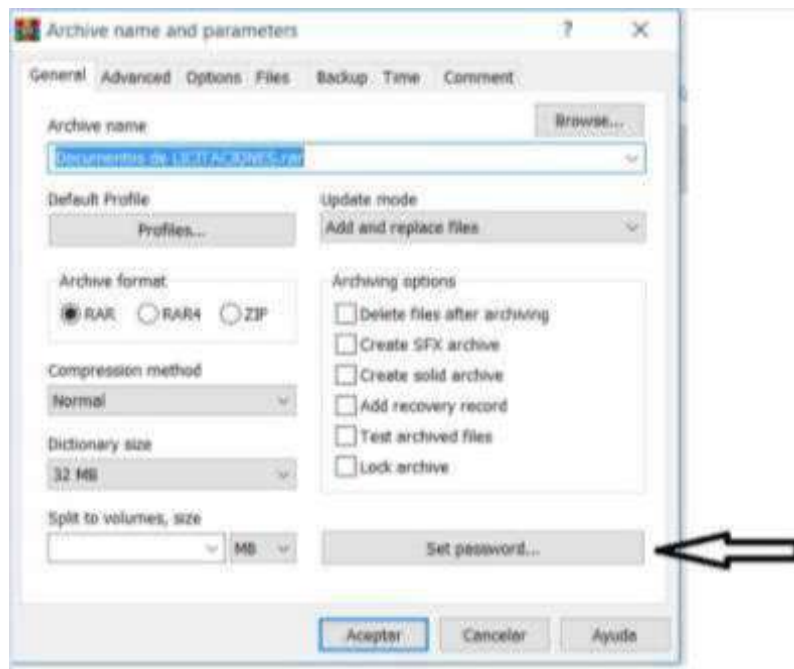 Archive name and parameters
General Advanced Options Files Backup Time Comment
Archive name
Browse...
Documentos de LICITACIONES.rar
Default Profile
Profiles...
Update mode
Add and replace files
Archive format
RAR RAR4 ZIP
Compression method
Normal
Dictionary size
32 MB
Split to volumes, size
MB
Archiving options
Delete files after archiving
Create SFX archive
Create solid archive
Add recovery record
Test archived files
Lock archive
Set password...
Aceptar Cancelar Ayuda